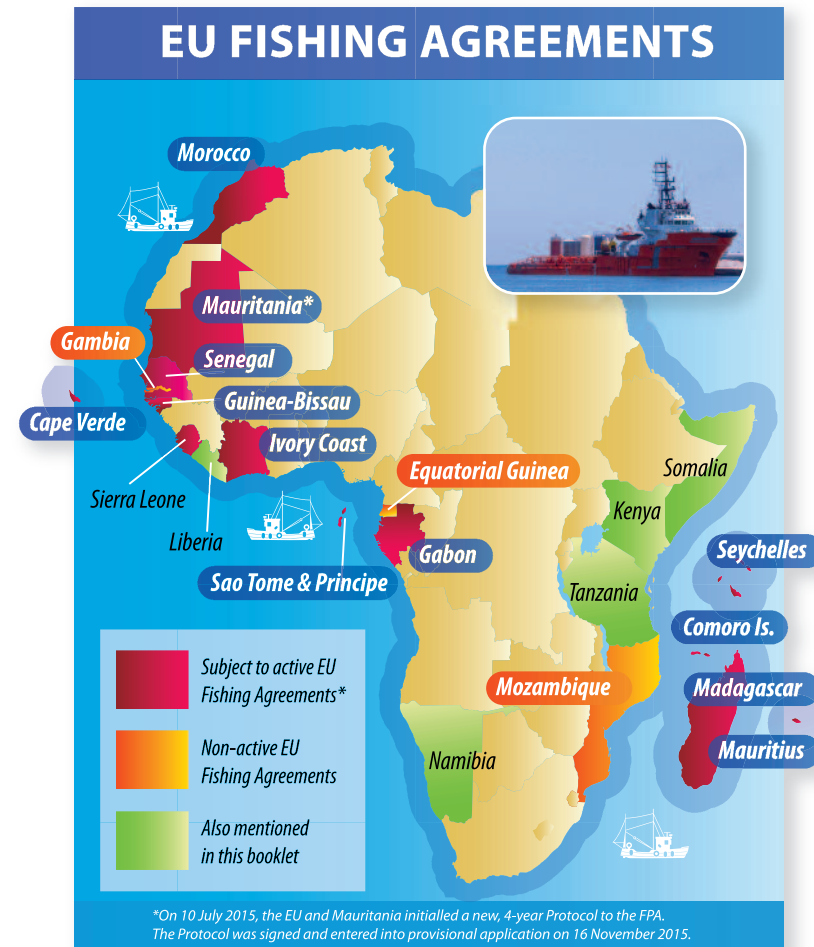 EU FISHING AGREEMENTS
Morocco
Mauritania*
Gambia
Senegal
Guinea-Bissau
Cape Verde
Ivory Coast
Equatorial Guinea
Somalia
Sierra Leone
Kenya
Liberia
Gabon
Seychelles
Sao Tome & Principe
Tanzania
Comoro Is.
Subject to active EU
Fishing Agreements*
Mozambique
Madagascar
Non-active EU
Fishing Agreements
Namibia
Mauritius
Also mentioned
in this booklet
*On 10 July 2015, the EU and Mauritania initialled a new, 4-year Protocol to the FPA.
The Protocol was signed and entered into provisional application on 16 November 2015.